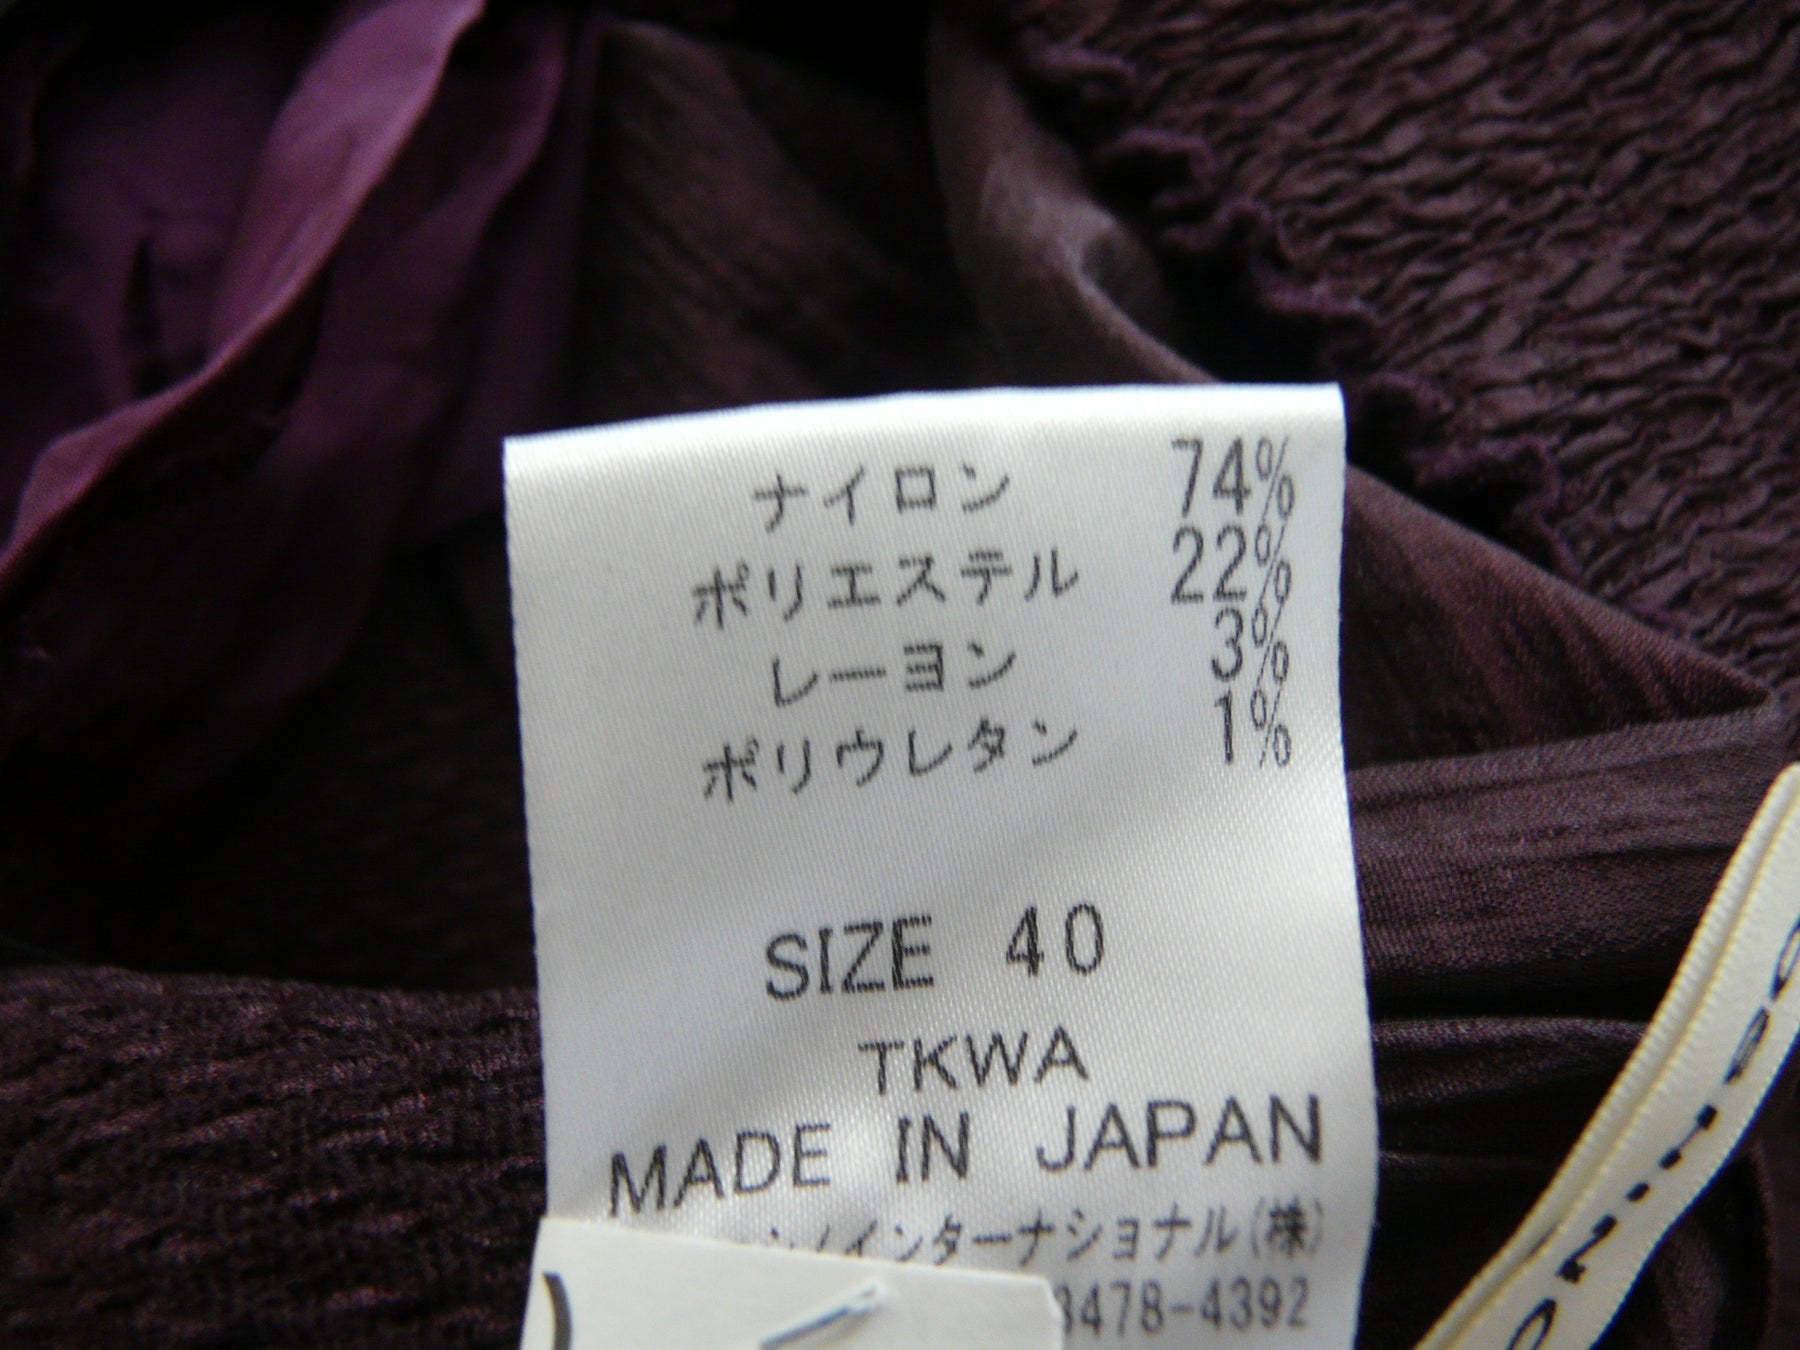 ナイロン 74%
ポリエステル 22%
レーヨン 3%
ポリウレタン 1%
SIZE 40
TKWA
MADE IN JAPAN
インターナショナル(株)
3478-4392